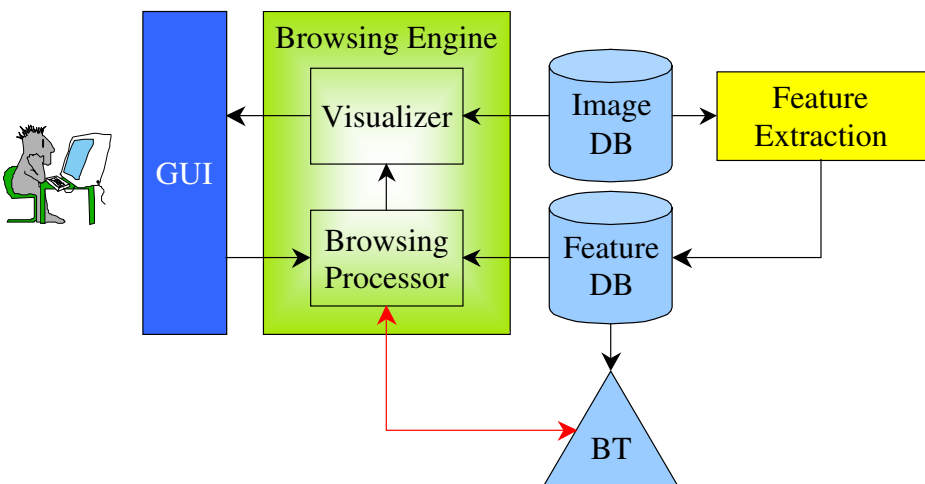 Browsing Engine
Visualizer
Image
DB
Feature
Extraction
GUI
Browsing
Processor
Feature
DB
BT